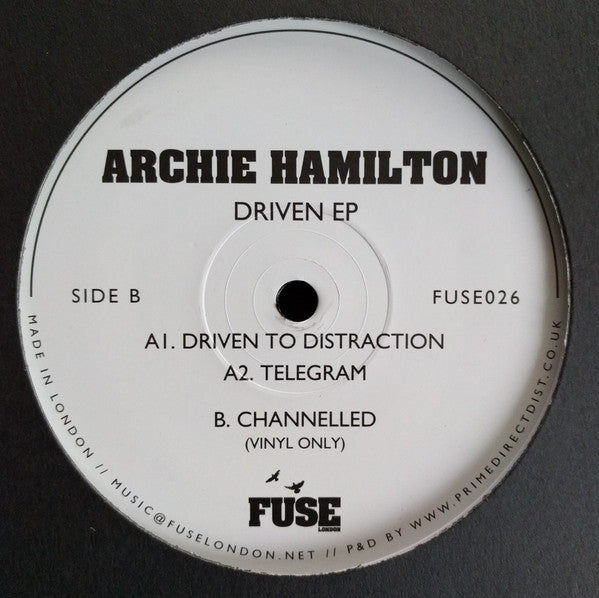 ARCHIE HAMILTON
DRIVEN EP
SIDE B
FUSE026
A1. DRIVEN TO DISTRACTION
A2. TELEGRAM
B. CHANNELLED
(VINYL ONLY)
FUSE
LONDON
MADE IN LONDON // MUSIC@FUSELONDON.NET // P&D BY WWW.PRIMEDIRECTDIST.CO.UK